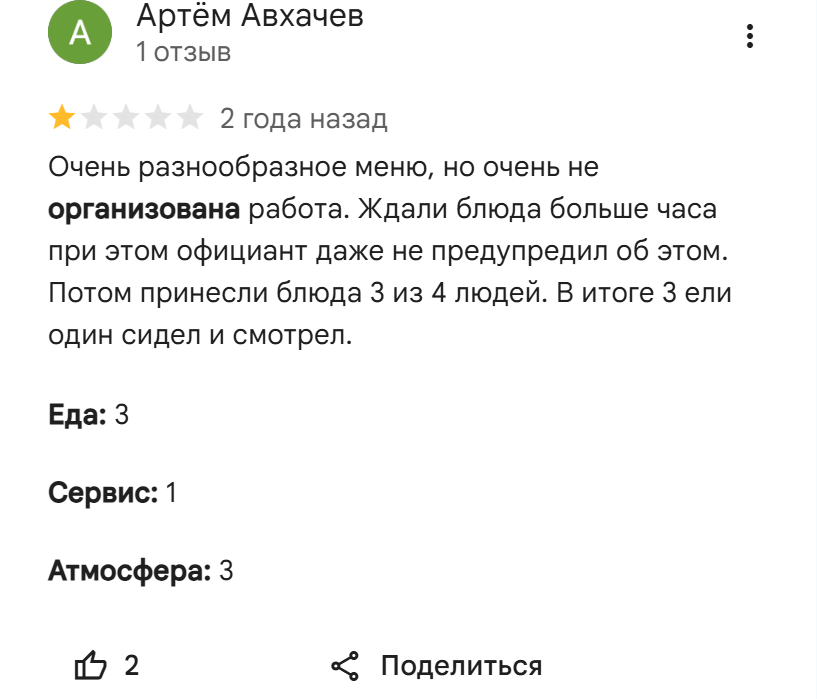 А
Артём Авхачев
1 отзыв
2 года назад
Очень разнообразное меню, но очень не
организована работа. Ждали блюда больше часа
при этом официант даже не предупредил об этом.
Потом принесли блюда 3 из 4 людей. В итоге 3 ели
один сидел и смотрел.
Еда: 3
Сервис: 1
Атмосфера: 3
2
Поделиться